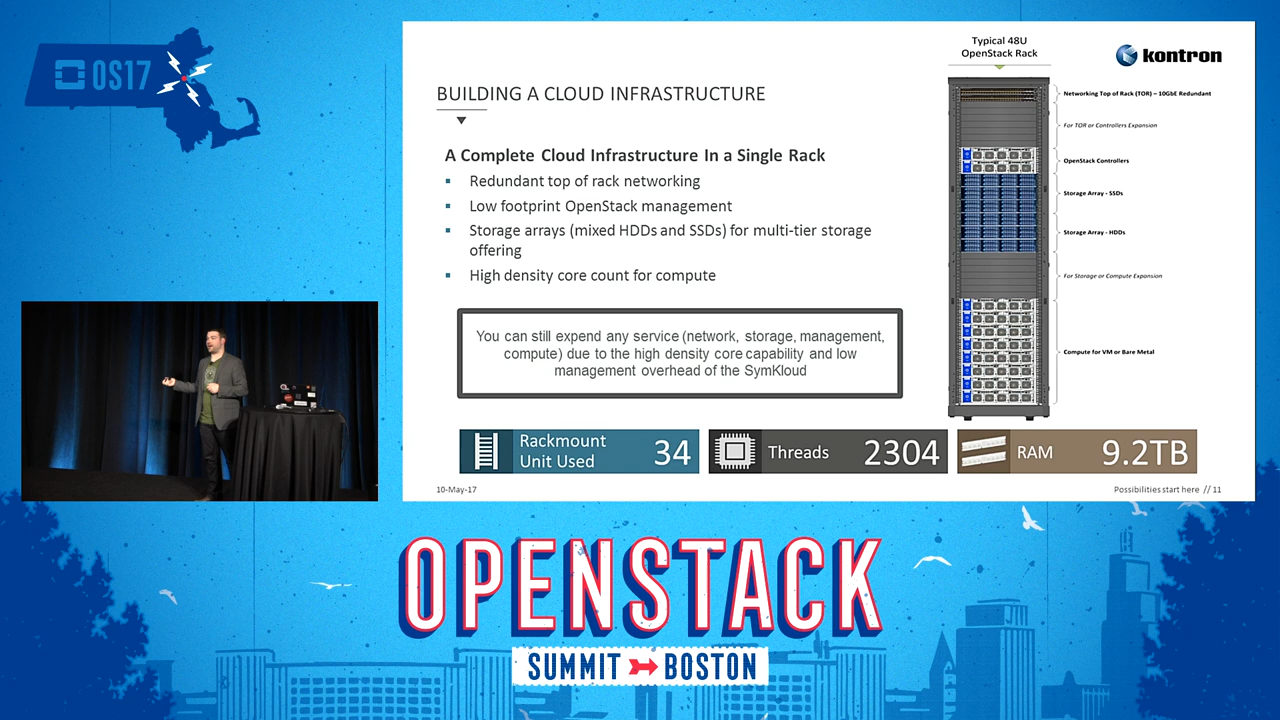 OS17
Typical 48U
OpenStack Rack
kontron
BUILDING A CLOUD INFRASTRUCTURE
A Complete Cloud Infrastructure In a Single Rack
Redundant top of rack networking
Low footprint OpenStack management
Storage arrays (mixed HDDs and SSDs) for multi-tier storage
offering
High density core count for compute
You can still expend any service (network, storage, management,
compute) due to the high density core capability and low
management overhead of the SymKloud
Networking Top of Rack (TOR) – 10GbE Redundant
For TOR or Controllers Expansion
OpenStack Controllers
Storage Array - SSDs
Storage Array - HDDs
For Storage or Compute Expansion
Compute for VM or Bare Metal
Rackmount
Unit Used
34
Threads
2304
RAM
9.2TB
10-May-17
Possibilities start here // 11
OPENSTACK
SUMMIT BOSTON